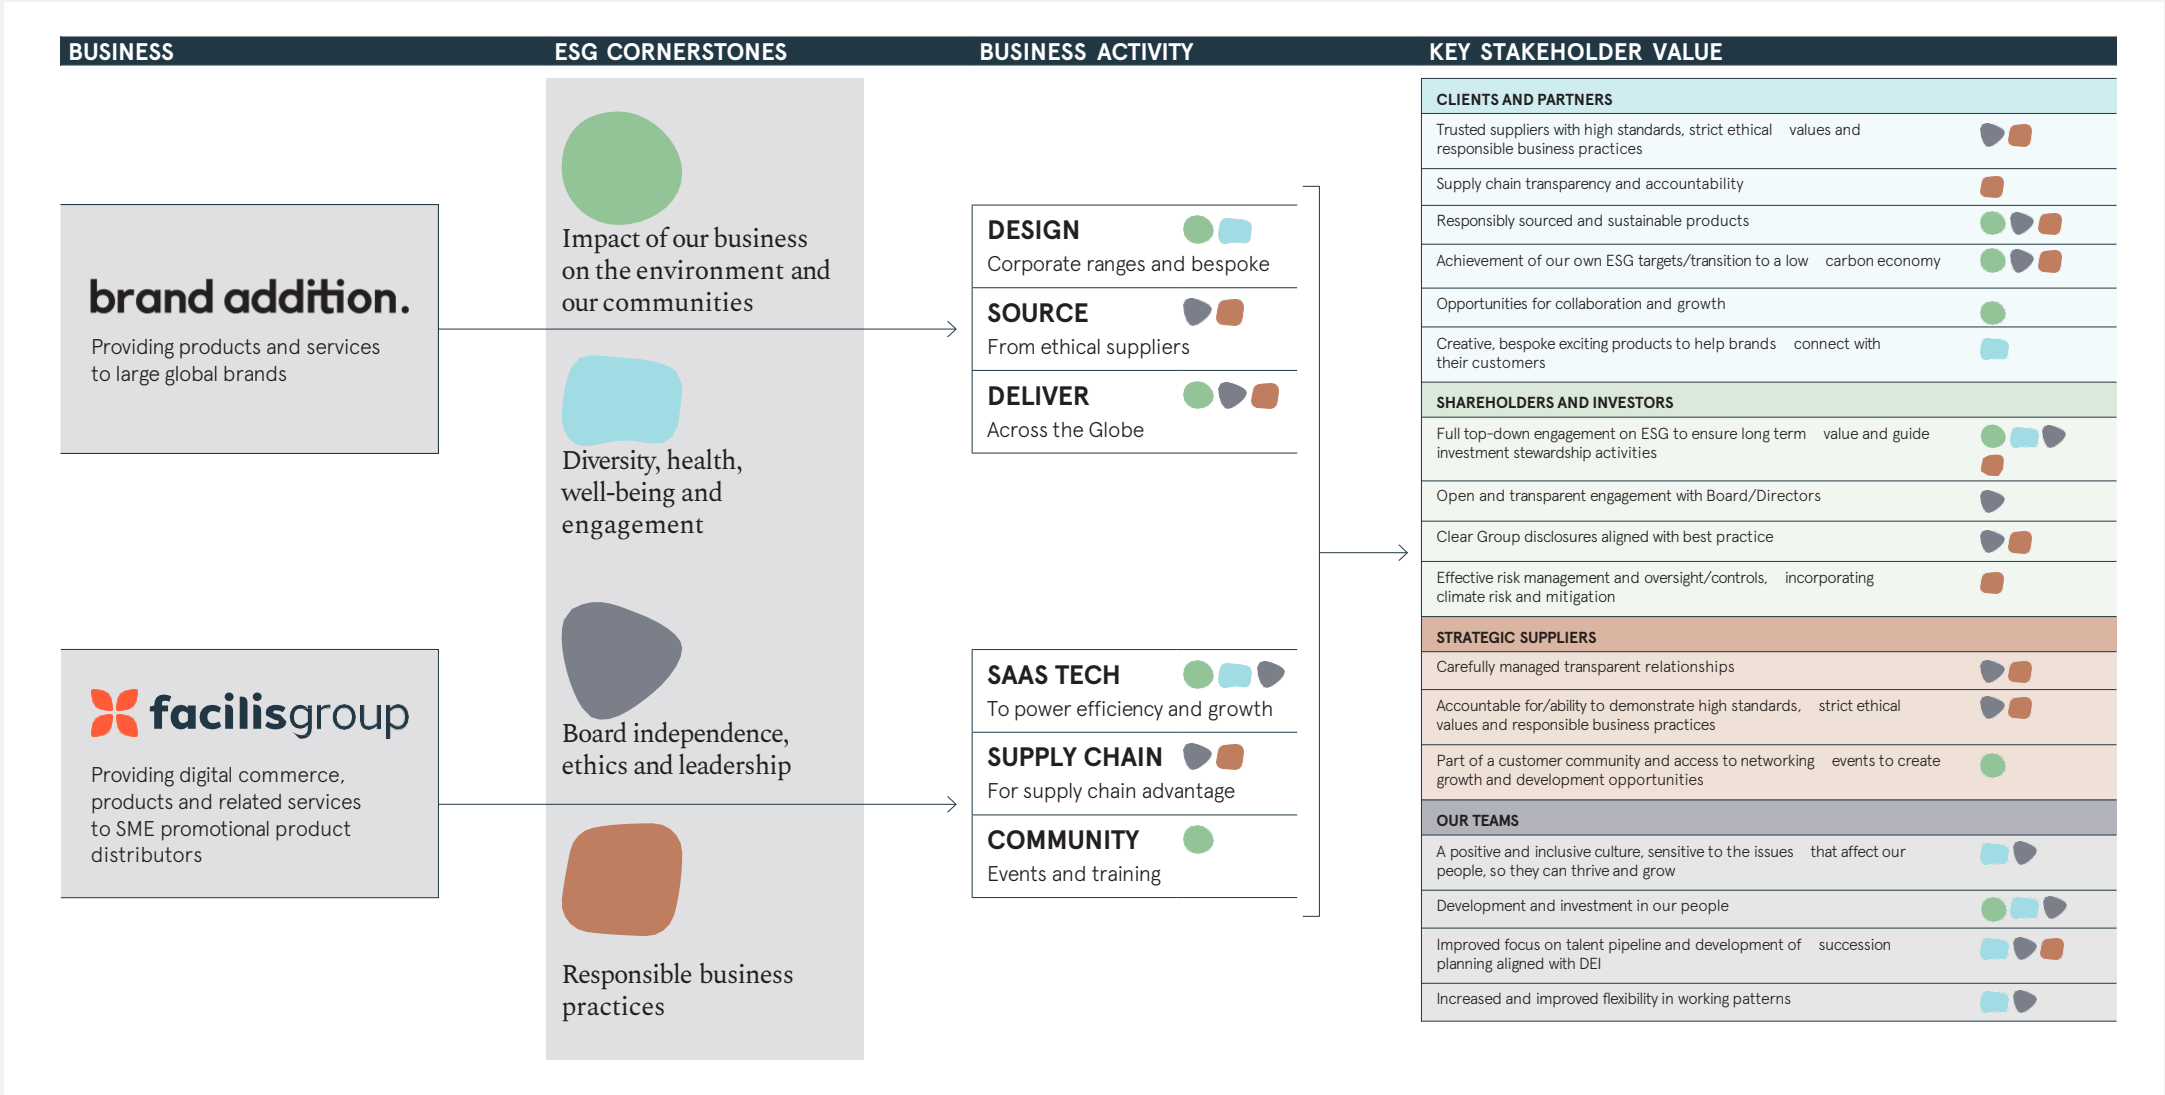 BUSINESS
ESG CORNERSTONES
BUSINESS ACTIVITY
KEY STAKEHOLDER VALUE
brand addition.
Providing products and services
to large global brands
facilisgroup
Providing digital commerce,
products and related services
to SME promotional product
distributors
Impact of our business
on the environment and
our communities
Diversity, health,
well-being and
engagement
Board independence,
ethics and leadership
Responsible business
practices
DESIGN
Corporate ranges and bespoke
SOURCE
From ethical suppliers
DELIVER
Across the Globe
SAAS TECH
To power efficiency and growth
SUPPLY CHAIN
For supply chain advantage
COMMUNITY
Events and training
CLIENTS AND PARTNERS
Trusted suppliers with high standards, strict ethical values and
responsible business practices
Supply chain transparency and accountability
Responsibly sourced and sustainable products
Achievement of our own ESG targets/transition to a low carbon economy
Opportunities for collaboration and growth
Creative, bespoke exciting products to help brands connect with
their customers
SHAREHOLDERS AND INVESTORS
Full top-down engagement on ESG to ensure long term value and guide
investment stewardship activities
Open and transparent engagement with Board/Directors
Clear Group disclosures aligned with best practice
Effective risk management and oversight/controls, incorporating
climate risk and mitigation
STRATEGIC SUPPLIERS
Carefully managed transparent relationships
Accountable for/ability to demonstrate high standards, strict ethical
values and responsible business practices
Part of a customer community and access to networking events to create
growth and development opportunities
OUR TEAMS
A positive and inclusive culture, sensitive to the issues that affect our
people, so they can thrive and grow
Development and investment in our people
Improved focus on talent pipeline and development of succession
planning aligned with DEI
Increased and improved flexibility in working patterns